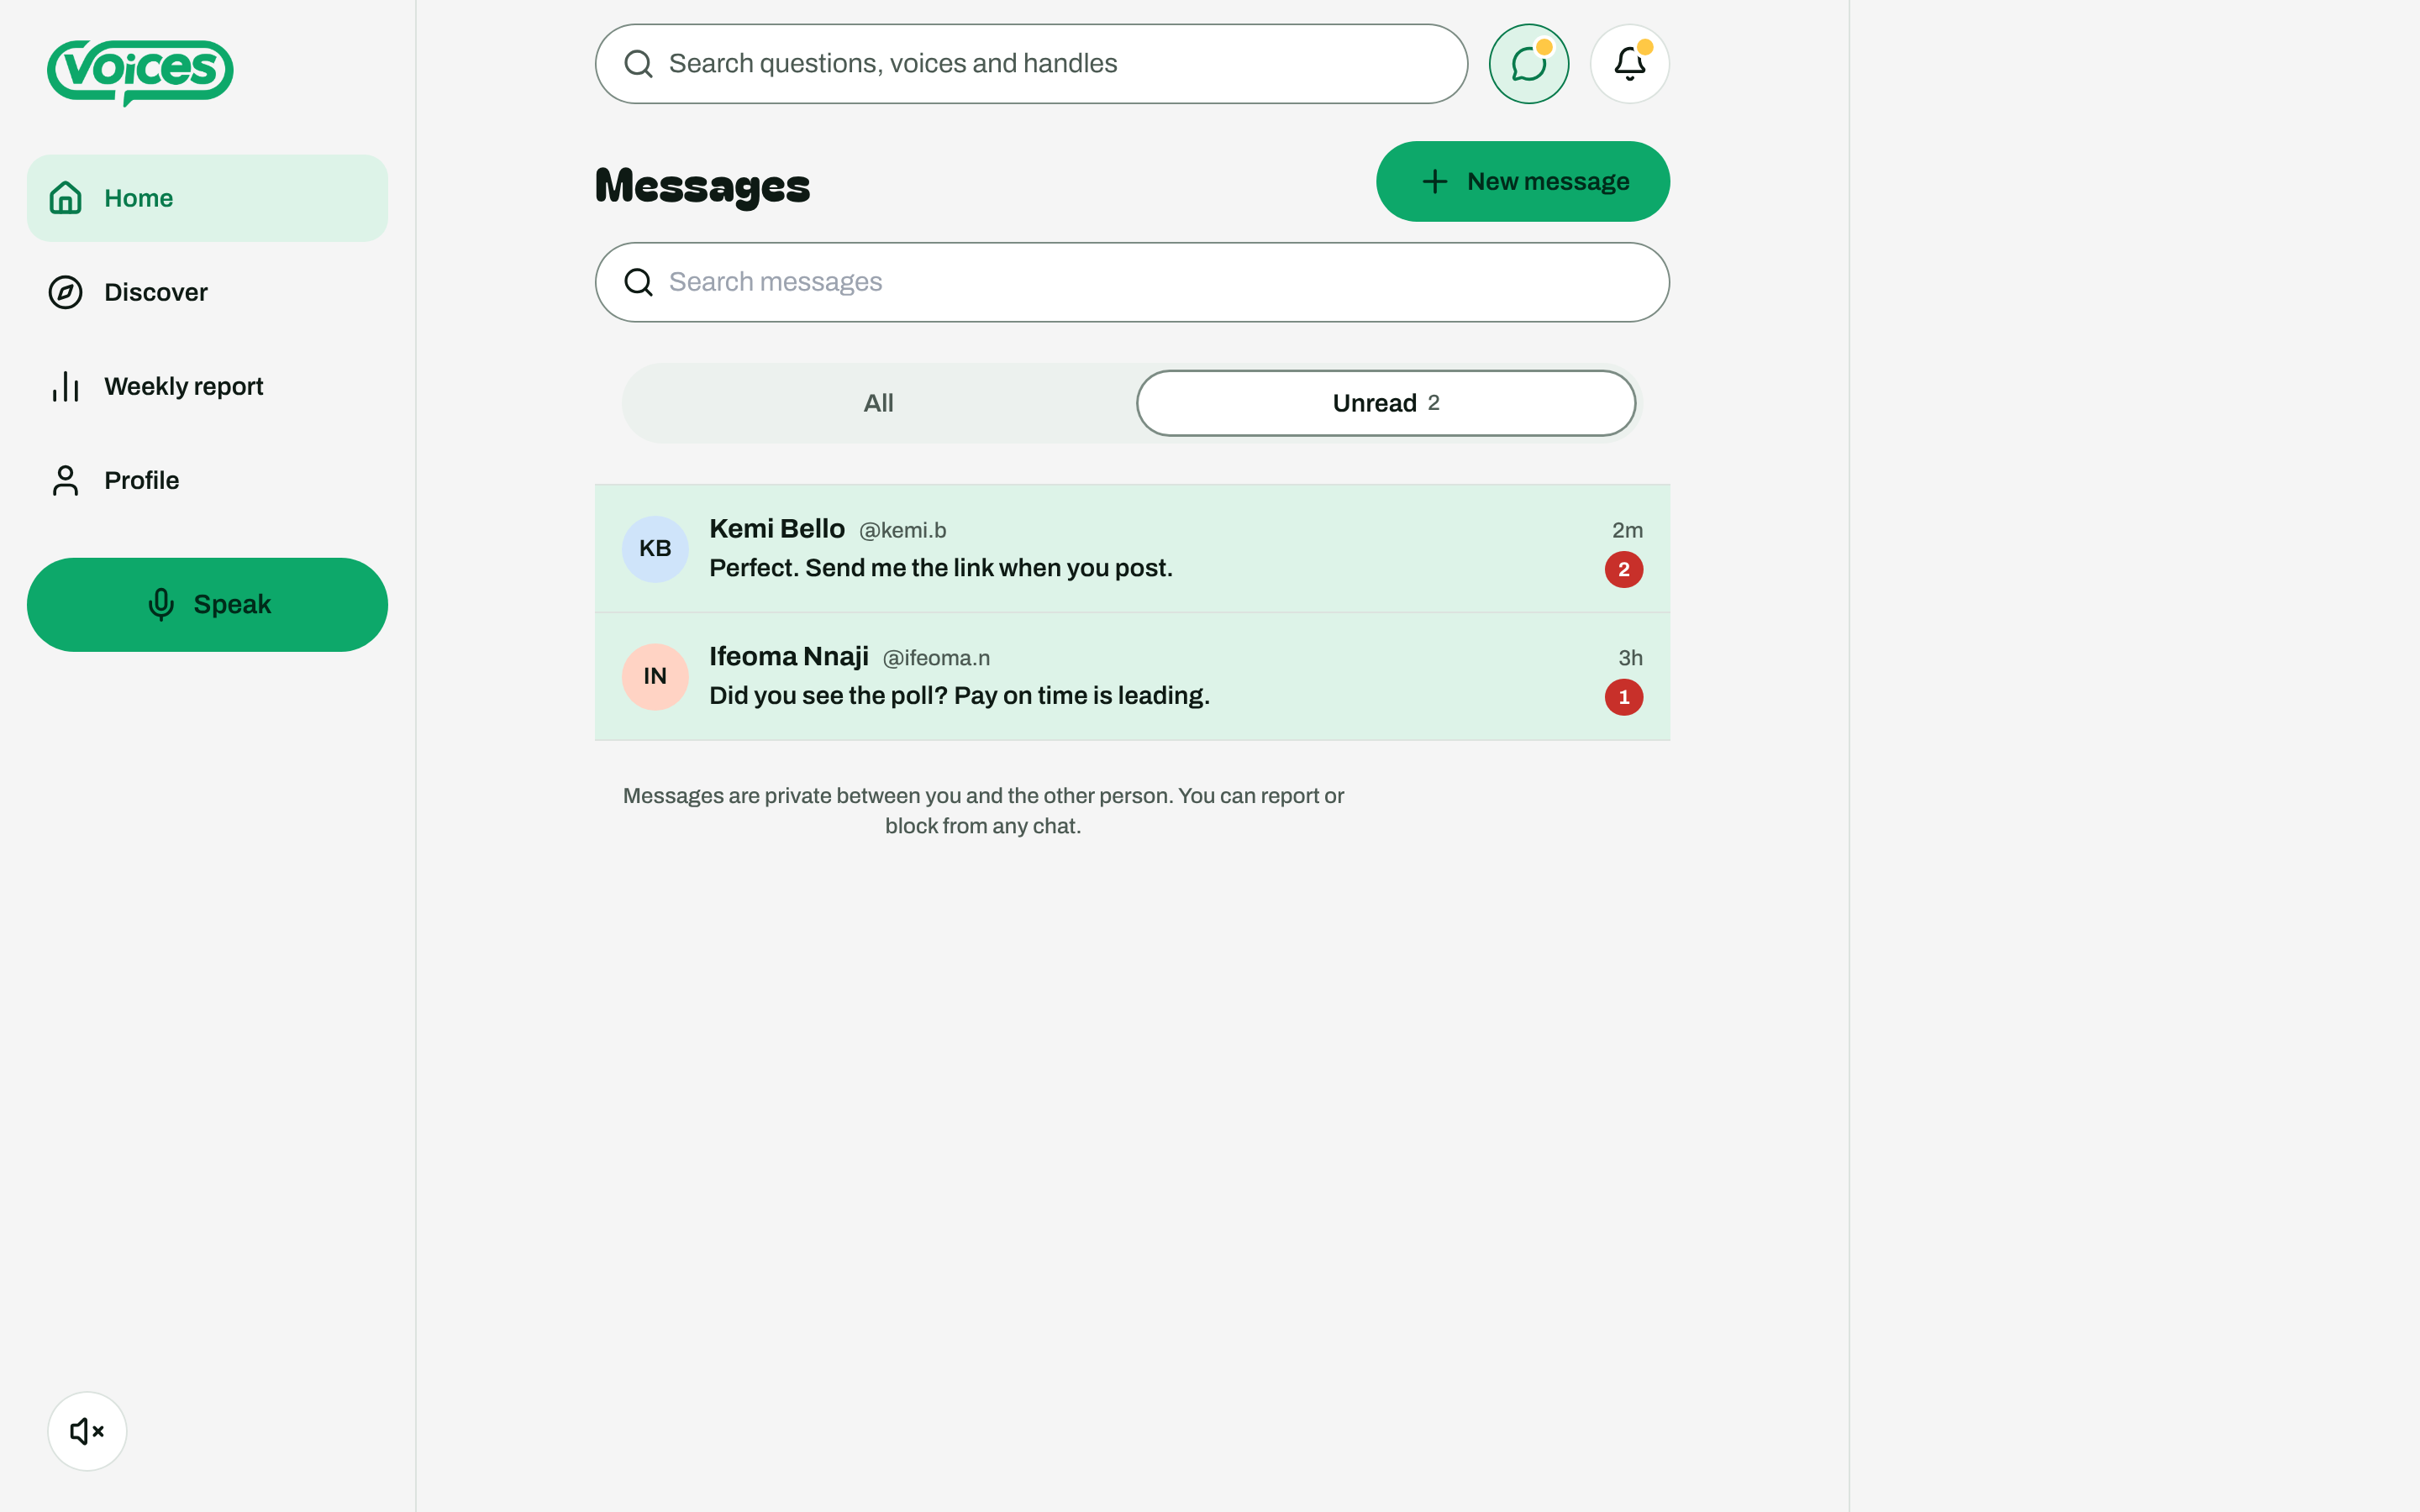 voices
Search questions, voices and handles
Home
Discover
Weekly report
Profile
Speak
Messages
New message
Search messages
All
Unread 2
KB
Kemi Bello @kemi.b 2m
Perfect. Send me the link when you post. 2
IN
Ifeoma Nnaji @ifeoma.n 3h
Did you see the poll? Pay on time is leading. 1
Messages are private between you and the other person. You can report or
block from any chat.